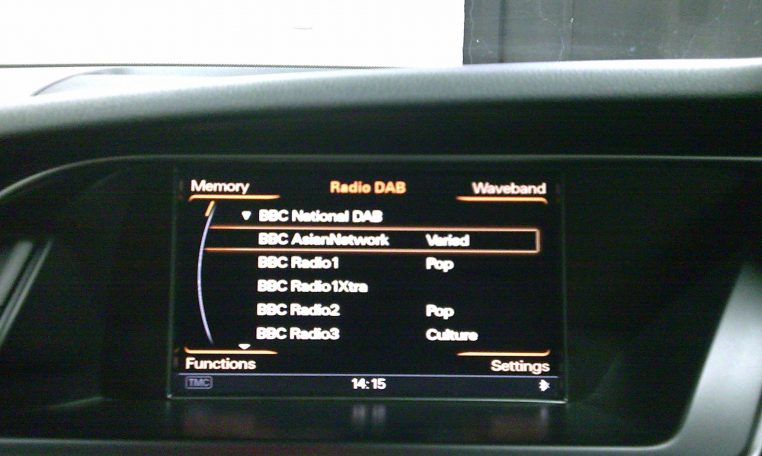 Memory Radio DAB Waveband
BBC National DAB
BBC AsianNetwork Varied
BBC Radio1 Pop
BBC Radio1Xtra
BBC Radio2 Pop
BBC Radio3 Culture
Functions Settings
TMC 14:15